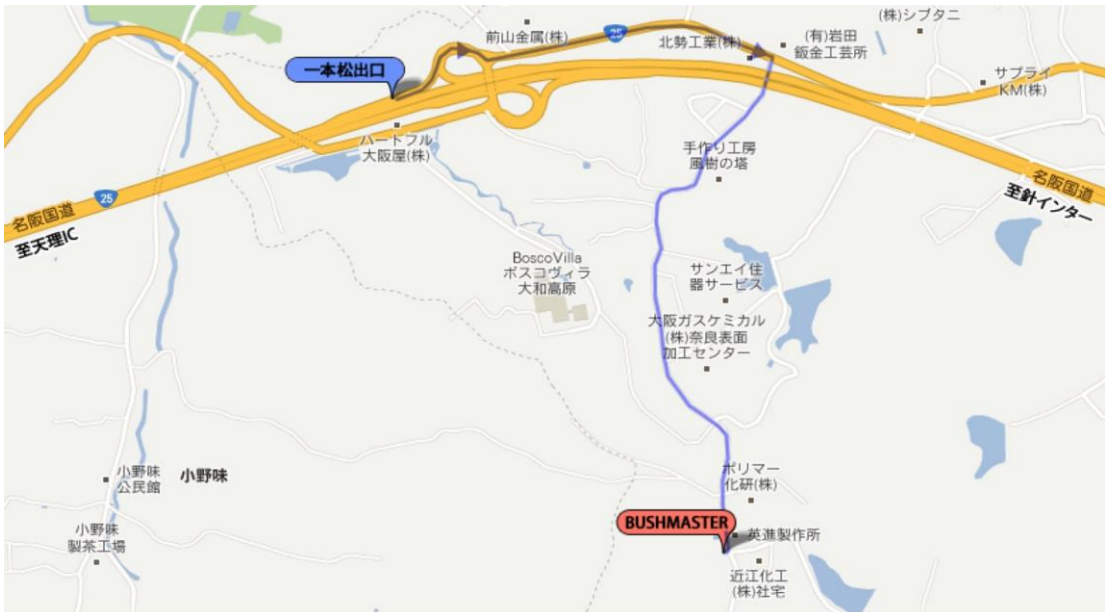 (株)シブタニ
前山金属(株)
25
北勢工業(株)
(有)岩田
鈑金工芸所
一本松出口
サプライ
KM(株)
ハートフル
大阪屋(株)
手作り工房
風樹の塔
25
名阪国道
至天理IC
名阪国道
至針インター
BoscoVilla
ボスコヴィラ
大和高原
サンエイ住
器サービス
大阪ガスケミカル
(株)奈良表面
加工センター
小野味
公民館
小野味
ポリマー
化研(株)
BUSHMASTER
英進製作所
小野味
製茶工場
近江化工
(株)社宅